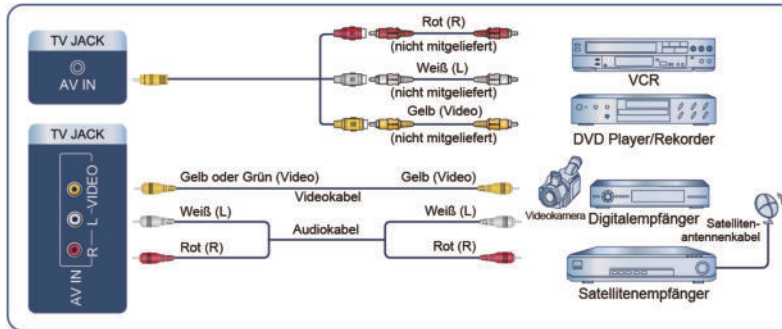 TV JACK
AV IN
Rot (R)
(nicht mitgeliefert)
Weiß (L)
(nicht mitgeliefert)
Gelb (Video)
(nicht mitgeliefert)
VCR
DVD Player/Rekorder
TV JACK
AV IN
R — L -VIDEO
Gelb oder Grün (Video)
Gelb (Video)
Videokabel
Weiß (L)
Weiß (L)
Audiokabel
Rot (R)
Rot (R)
Videokamera
Digitalempfänger
Satelliten-
antennenkabel
Satellitenempfänger